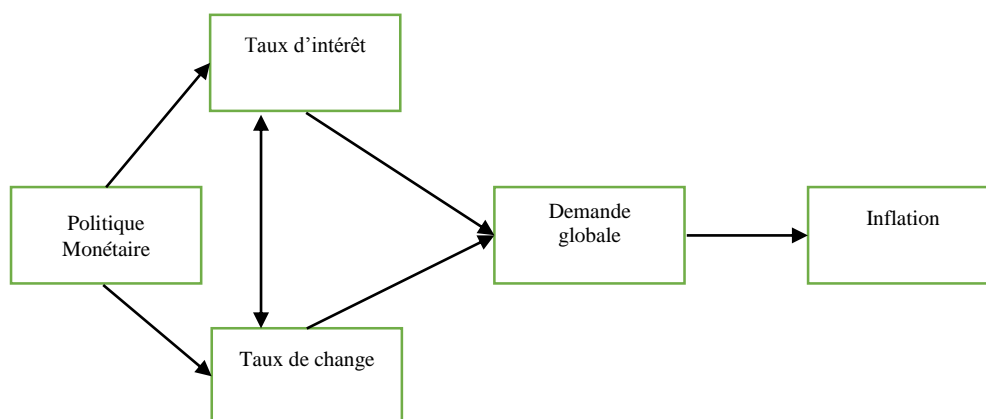 Taux d’intérêt
Politique
Monétaire
Demande
globale
Inflation
Taux de change